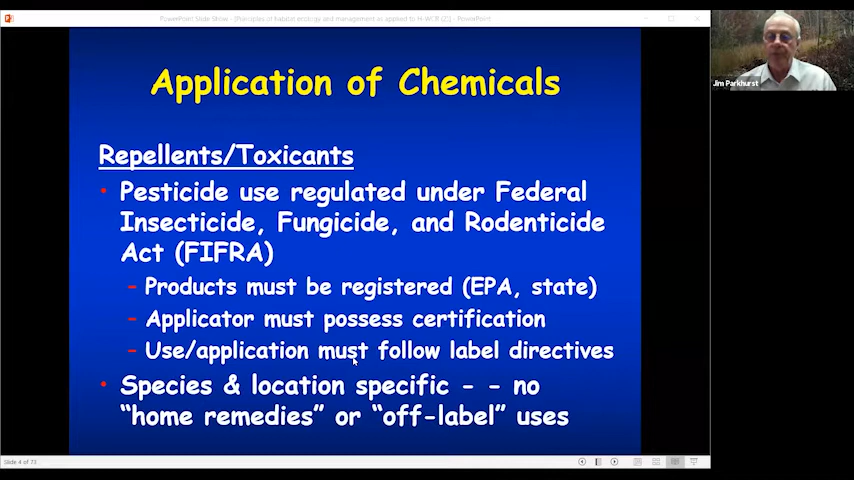 PowerPoint Slide Show - [Principles of habitat ecology and management as applied to H-WCR (2)] - PowerPoint
Jim Parkhurst
Application of Chemicals
Repellents/Toxicants
• Pesticide use regulated under Federal
Insecticide, Fungicide, and Rodenticide
Act (FIFRA)
- Products must be registered (EPA, state)
- Applicator must possess certification
- Use/application must follow label directives
• Species & location specific - - no
“home remedies” or “off-label” uses
Slide 4 of 73